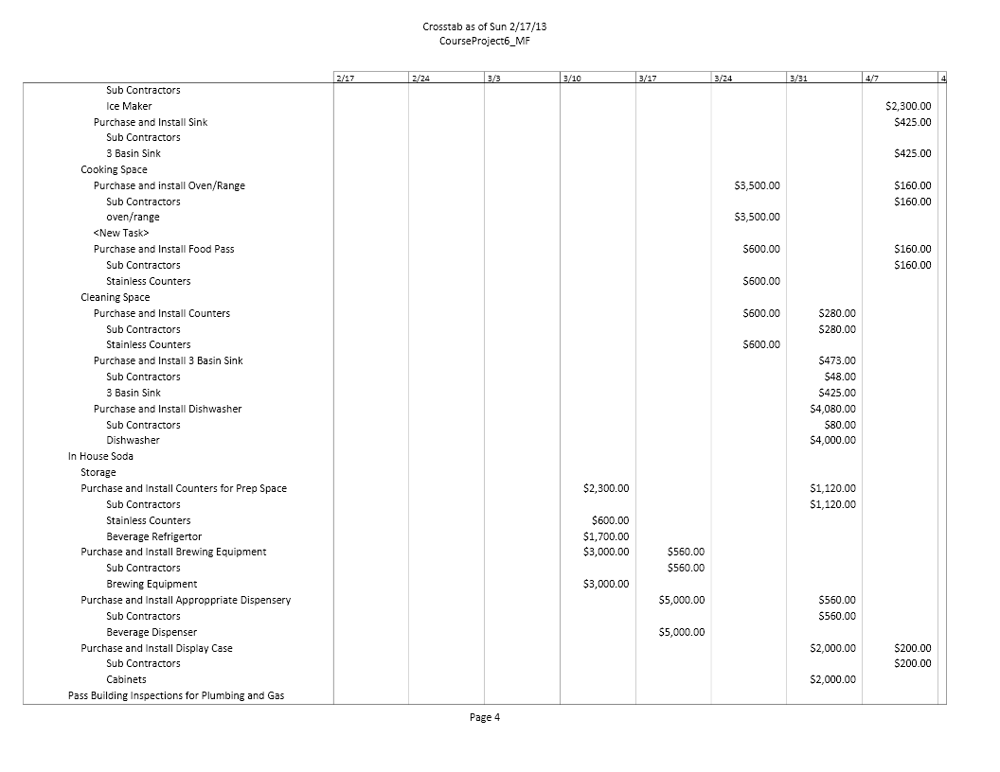 Crosstab as of Sun 2/17/13
CourseProject6_MF
2/17 2/24 3/3 3/10 3/17 3/24 3/31 4/7 4
Sub Contractors
Ice Maker $2,300.00
Purchase and Install Sink $425.00
Sub Contractors
3 Basin Sink $425.00
Cooking Space
Purchase and install Oven/Range $3,500.00 $160.00
Sub Contractors $160.00
oven/range $3,500.00
<New Task>
Purchase and Install Food Pass $600.00 $160.00
Sub Contractors $160.00
Stainless Counters $600.00
Cleaning Space
Purchase and Install Counters $600.00 $280.00
Sub Contractors $280.00
Stainless Counters $600.00
Purchase and Install 3 Basin Sink $473.00
Sub Contractors $48.00
3 Basin Sink $425.00
Purchase and Install Dishwasher $4,080.00
Sub Contractors $80.00
Dishwasher $4,000.00
In House Soda
Storage
Purchase and Install Counters for Prep Space $2,300.00 $1,120.00
Sub Contractors $1,120.00
Stainless Counters $600.00
Beverage Refrigertor $1,700.00
Purchase and Install Brewing Equipment $3,000.00 $560.00
Sub Contractors $560.00
Brewing Equipment $3,000.00
Purchase and Install Approppriate Dispensery $5,000.00 $560.00
Sub Contractors $560.00
Beverage Dispenser $5,000.00
Purchase and Install Display Case $2,000.00 $200.00
Sub Contractors $200.00
Cabinets $2,000.00
Pass Building Inspections for Plumbing and Gas
Page 4